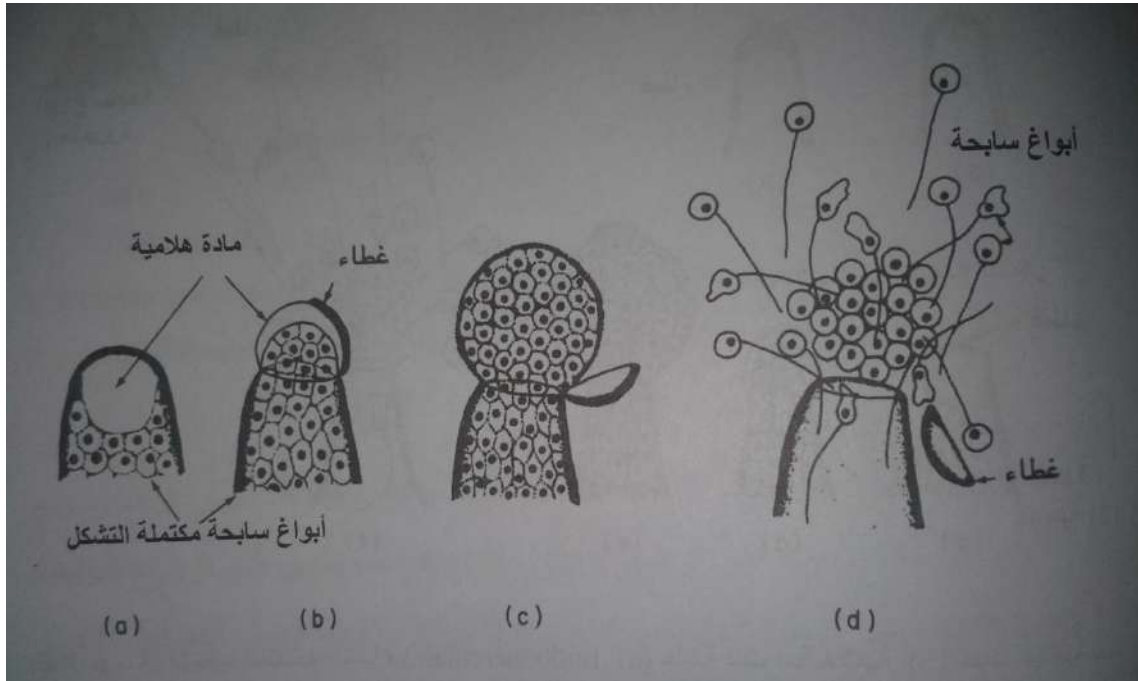 أبواغ سابحة
مادة هلامية
غطاء
غطاء
أبواغ سابحة مكتملة التشكل
(a)
(b)
(c)
(d)